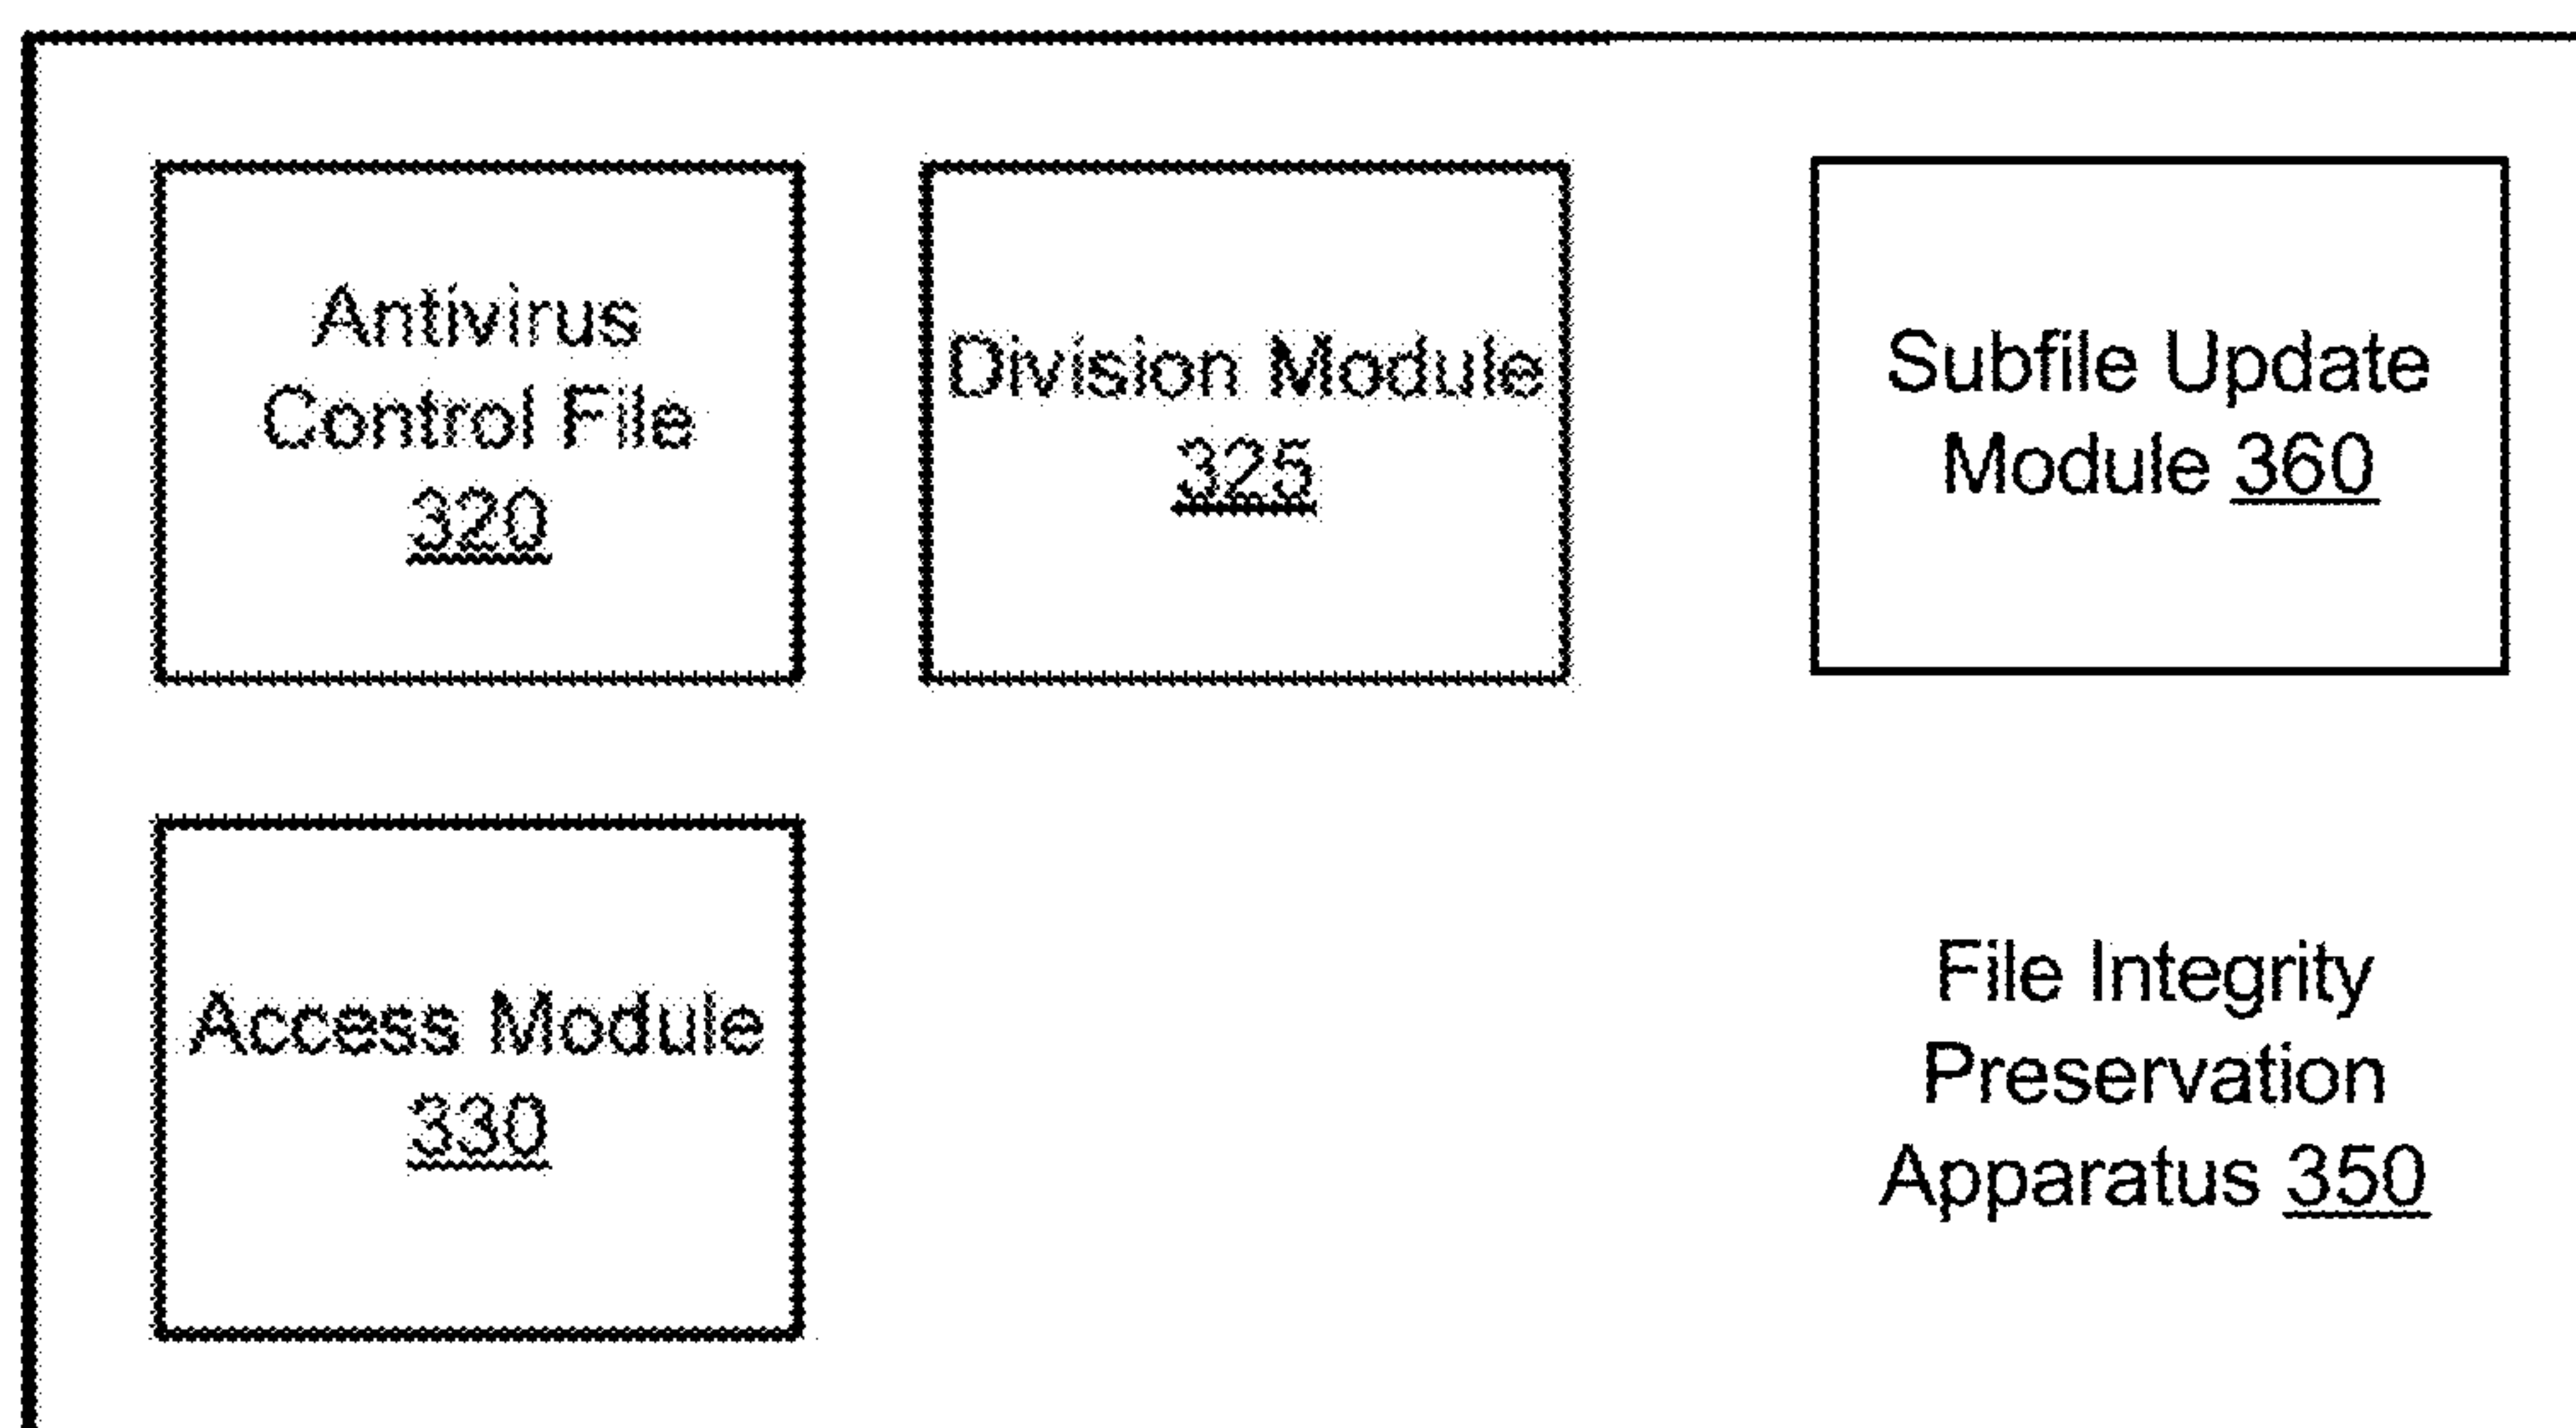 Antivirus
Control File
320
Division Module
325
Subfile Update
Module 360
Access Module
330
File Integrity
Preservation
Apparatus 350